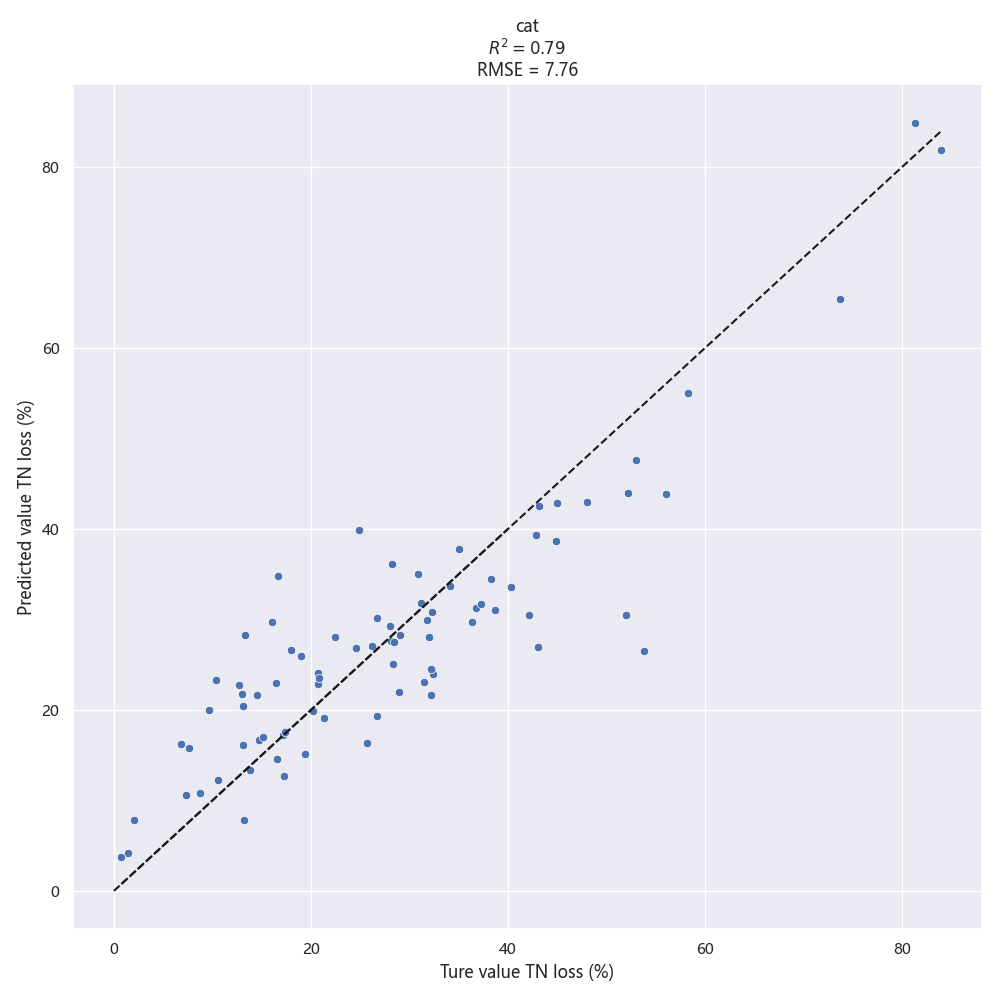 cat
R² = 0.79
RMSE = 7.76
80
60
40
20
0
Predicted value TN loss (%)
0 20 40 60 80
Ture value TN loss (%)